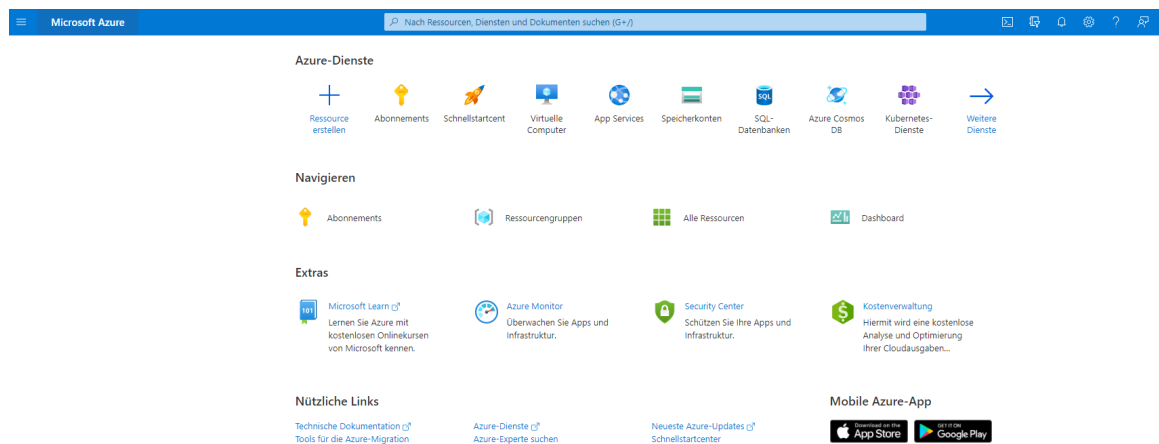 Microsoft Azure
Nach Ressourcen, Diensten und Dokumenten suchen (G+/)
Azure-Dienste
Ressource
erstellen
Abonnements
Schnellstartcent
Virtuelle
Computer
App Services
Speicherkonten
SQL
SQL-
Datenbanken
Azure Cosmos
DB
Kubernetes-
Dienste
Weitere
Dienste
Navigieren
Abonnements
Ressourcengruppen
Alle Ressourcen
Dashboard
Extras
101
Microsoft Learn
Lernen Sie Azure mit
kostenlosen Onlinekursen
von Microsoft kennen.
Azure Monitor
Überwachen Sie Apps und
Infrastruktur.
Security Center
Schützen Sie Ihre Apps und
Infrastruktur.
Kostenverwaltung
Hiermit wird eine kostenlose
Analyse und Optimierung
Ihrer Cloudausgaben...
Nützliche Links
Technische Dokumentation
Tools für die Azure-Migration
Azure-Dienste
Azure-Experte suchen
Neueste Azure-Updates
Schnellstartcenter
Mobile Azure-App
Download on the
App Store
GET IT ON
Google Play